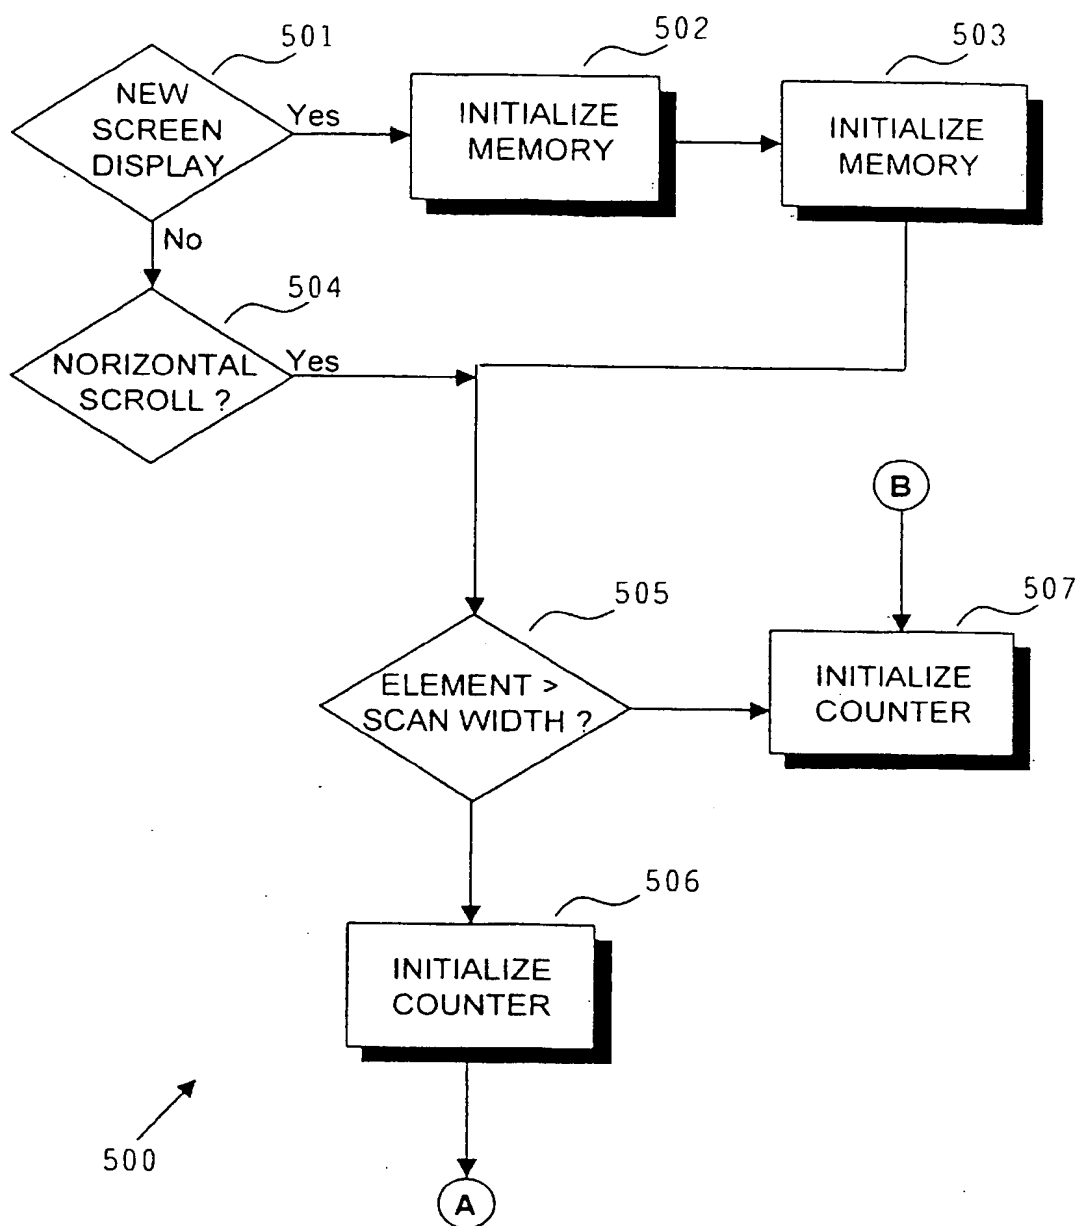 501
NEW
SCREEN
DISPLAY
Yes
502
INITIALIZE
MEMORY
503
INITIALIZE
MEMORY
No
504
NORIZONTAL
SCROLL ?
Yes
B
505
ELEMENT >
SCAN WIDTH ?
507
INITIALIZE
COUNTER
506
INITIALIZE
COUNTER
500
A